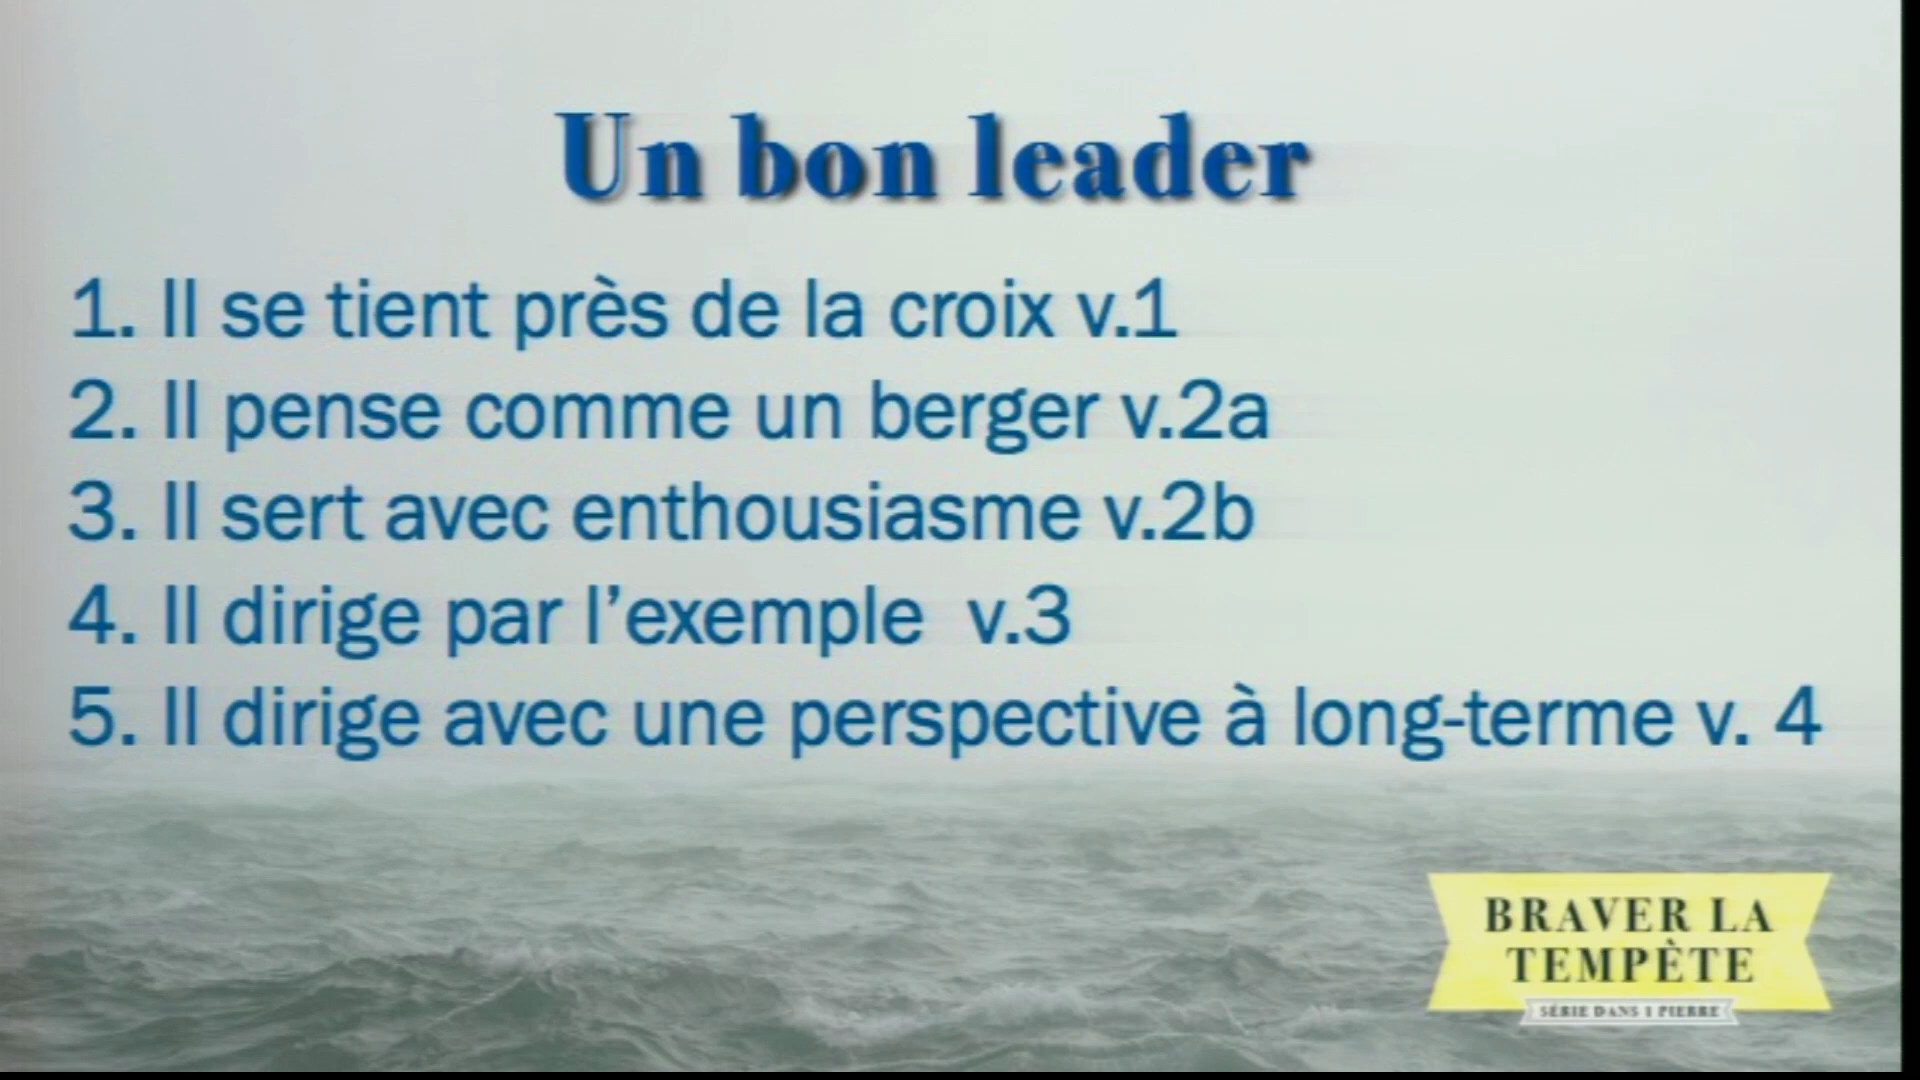 Un bon leader
1. Il se tient près de la croix v.1
2. Il pense comme un berger v.2a
3. Il sert avec enthousiasme v.2b
4. Il dirige par l’exemple v.3
5. Il dirige avec une perspective à long-terme v. 4
BRAVER LA
TEMPÈTE
SÉRIE DANS 1 PIERRE